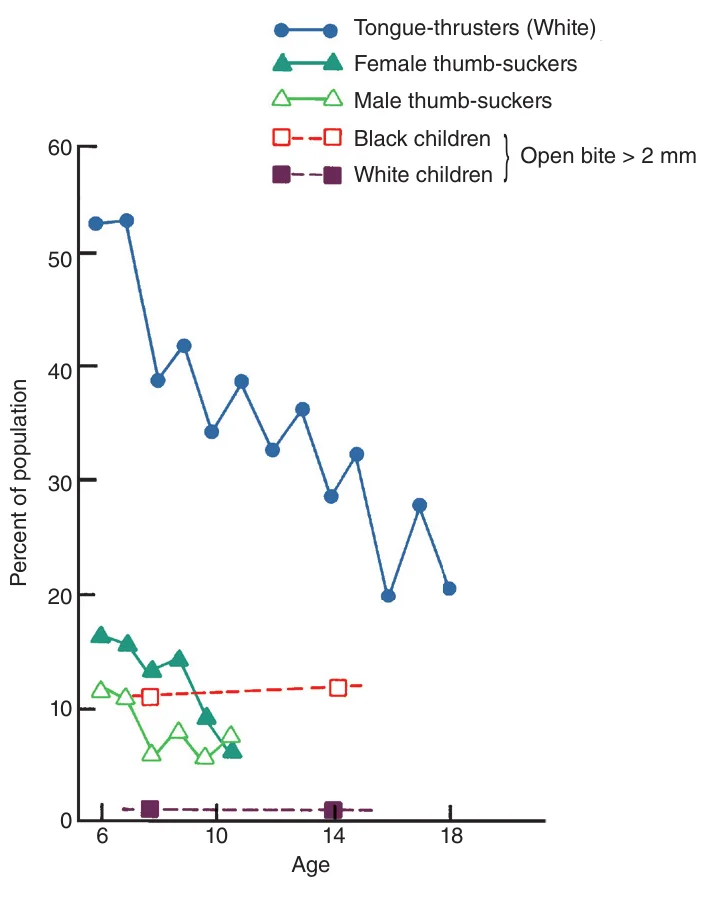 Tongue-thrusters (White)
Female thumb-suckers
Male thumb-suckers
Black children
White children
Open bite > 2 mm
60
50
40
30
20
10
0
Percent of population
6 10 14 18
Age